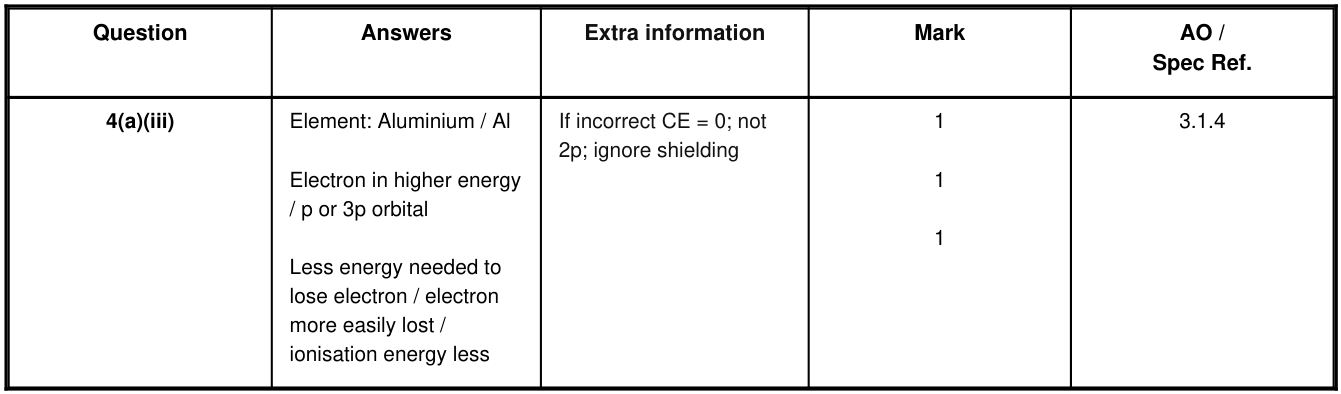 Question Answers Extra information Mark AO /
Spec Ref.
4(a)(iii) Element: Aluminium / Al If incorrect CE = 0; not 1 3.1.4
2p; ignore shielding
Electron in higher energy 1
/ p or 3p orbital
1
Less energy needed to
lose electron / electron
more easily lost /
ionisation energy less